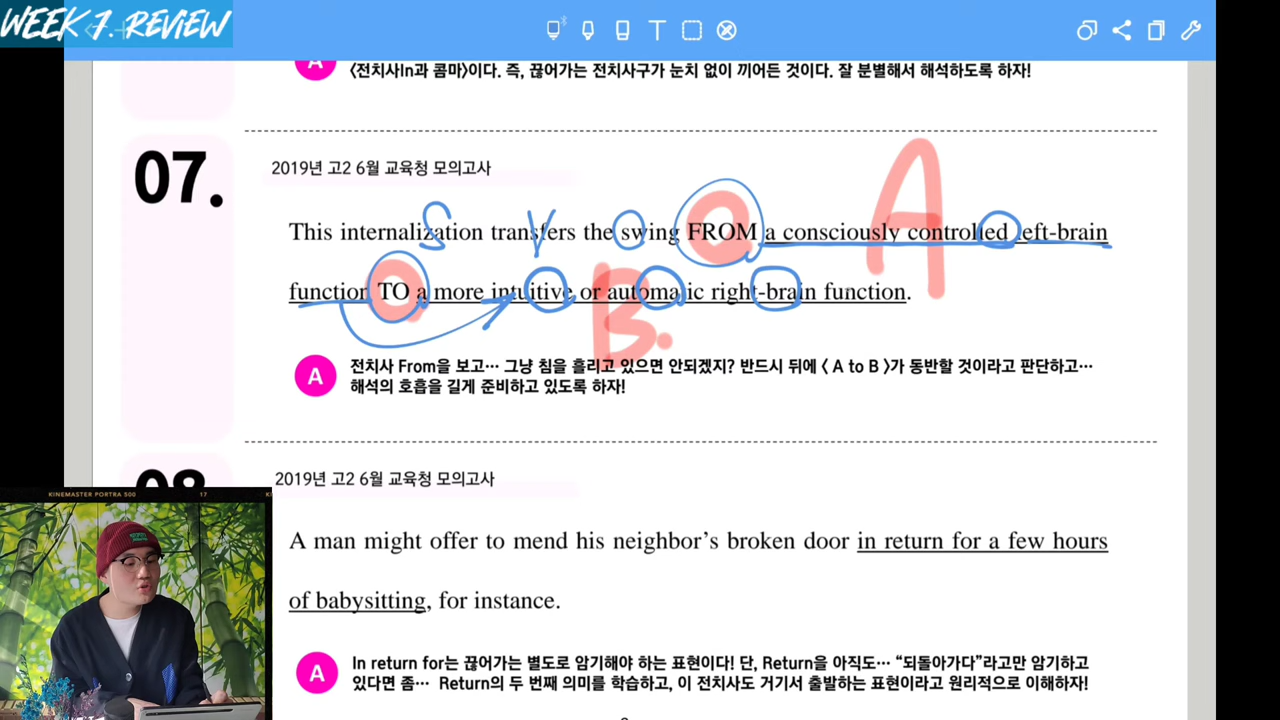 WEEK 7. REVIEW
T
A
<전치사In과 콤마>이다. 즉, 끊어가는 전치사구가 눈치 없이 끼어든 것이다. 잘 분별해서 해석하도록 하자!
07.
2019년 고2 6월 교육청 모의고사
S V O A
This internalization transfers the swing FROM a consciously controlled left-brain
function TO a more intuitive or automatic right-brain function.
B.
A
전치사 From을 보고… 그냥 침을 흘리고 있으면 안되겠지? 반드시 뒤에 < A to B >가 동반할 것이라고 판단하고…
해석의 호흡을 길게 준비하고 있도록 하자!
08
2019년 고2 6월 교육청 모의고사
KINEMASTER PORTRA 500 17
A man might offer to mend his neighbor's broken door in return for a few hours
of babysitting, for instance.
A
In return for는 끊어가는 별도로 암기해야 하는 표현이다! 단, Return을 아직도… “되돌아가다”라고만 암기하고
있다면 좀… Return의 두 번째 의미를 학습하고, 이 전치사도 거기서 출발하는 표현이라고 원리적으로 이해하자!